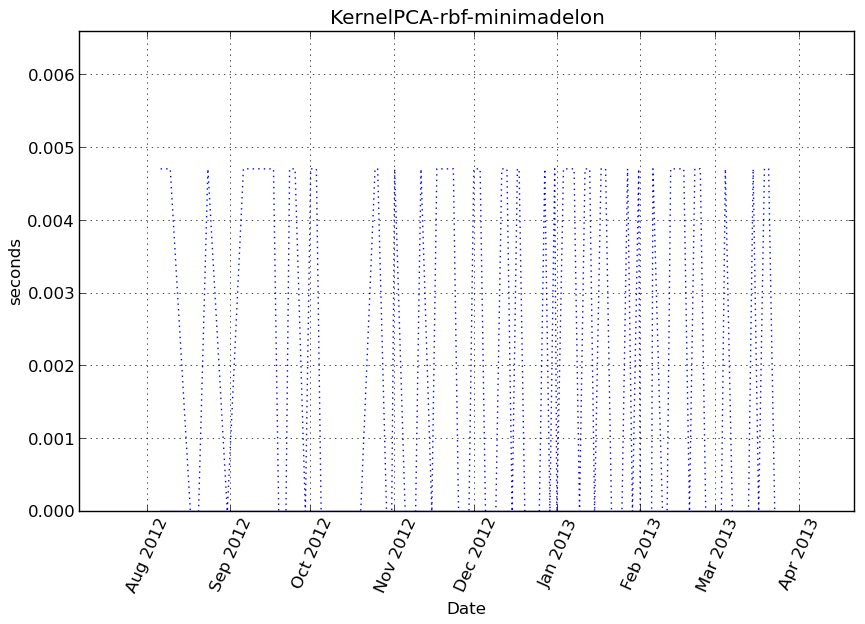 KernelPCA-rbf-minimadelon
0.006
0.005
0.004
0.003
0.002
0.001
0.000
seconds
Aug 2012
Sep 2012
Oct 2012
Nov 2012
Dec 2012
Jan 2013
Feb 2013
Mar 2013
Apr 2013
Date